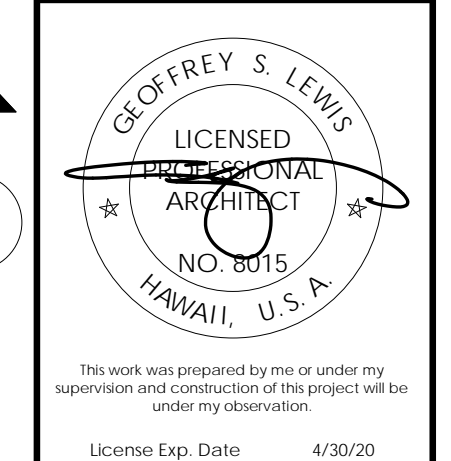 GEOFFREY S. LEWIS
LICENSED
PROFESSIONAL
ARCHITECT
NO. 8015
HAWAII, U.S.A.
This work was prepared by me or under my
supervision and construction of this project will be
under my observation.
License Exp. Date 4/30/20